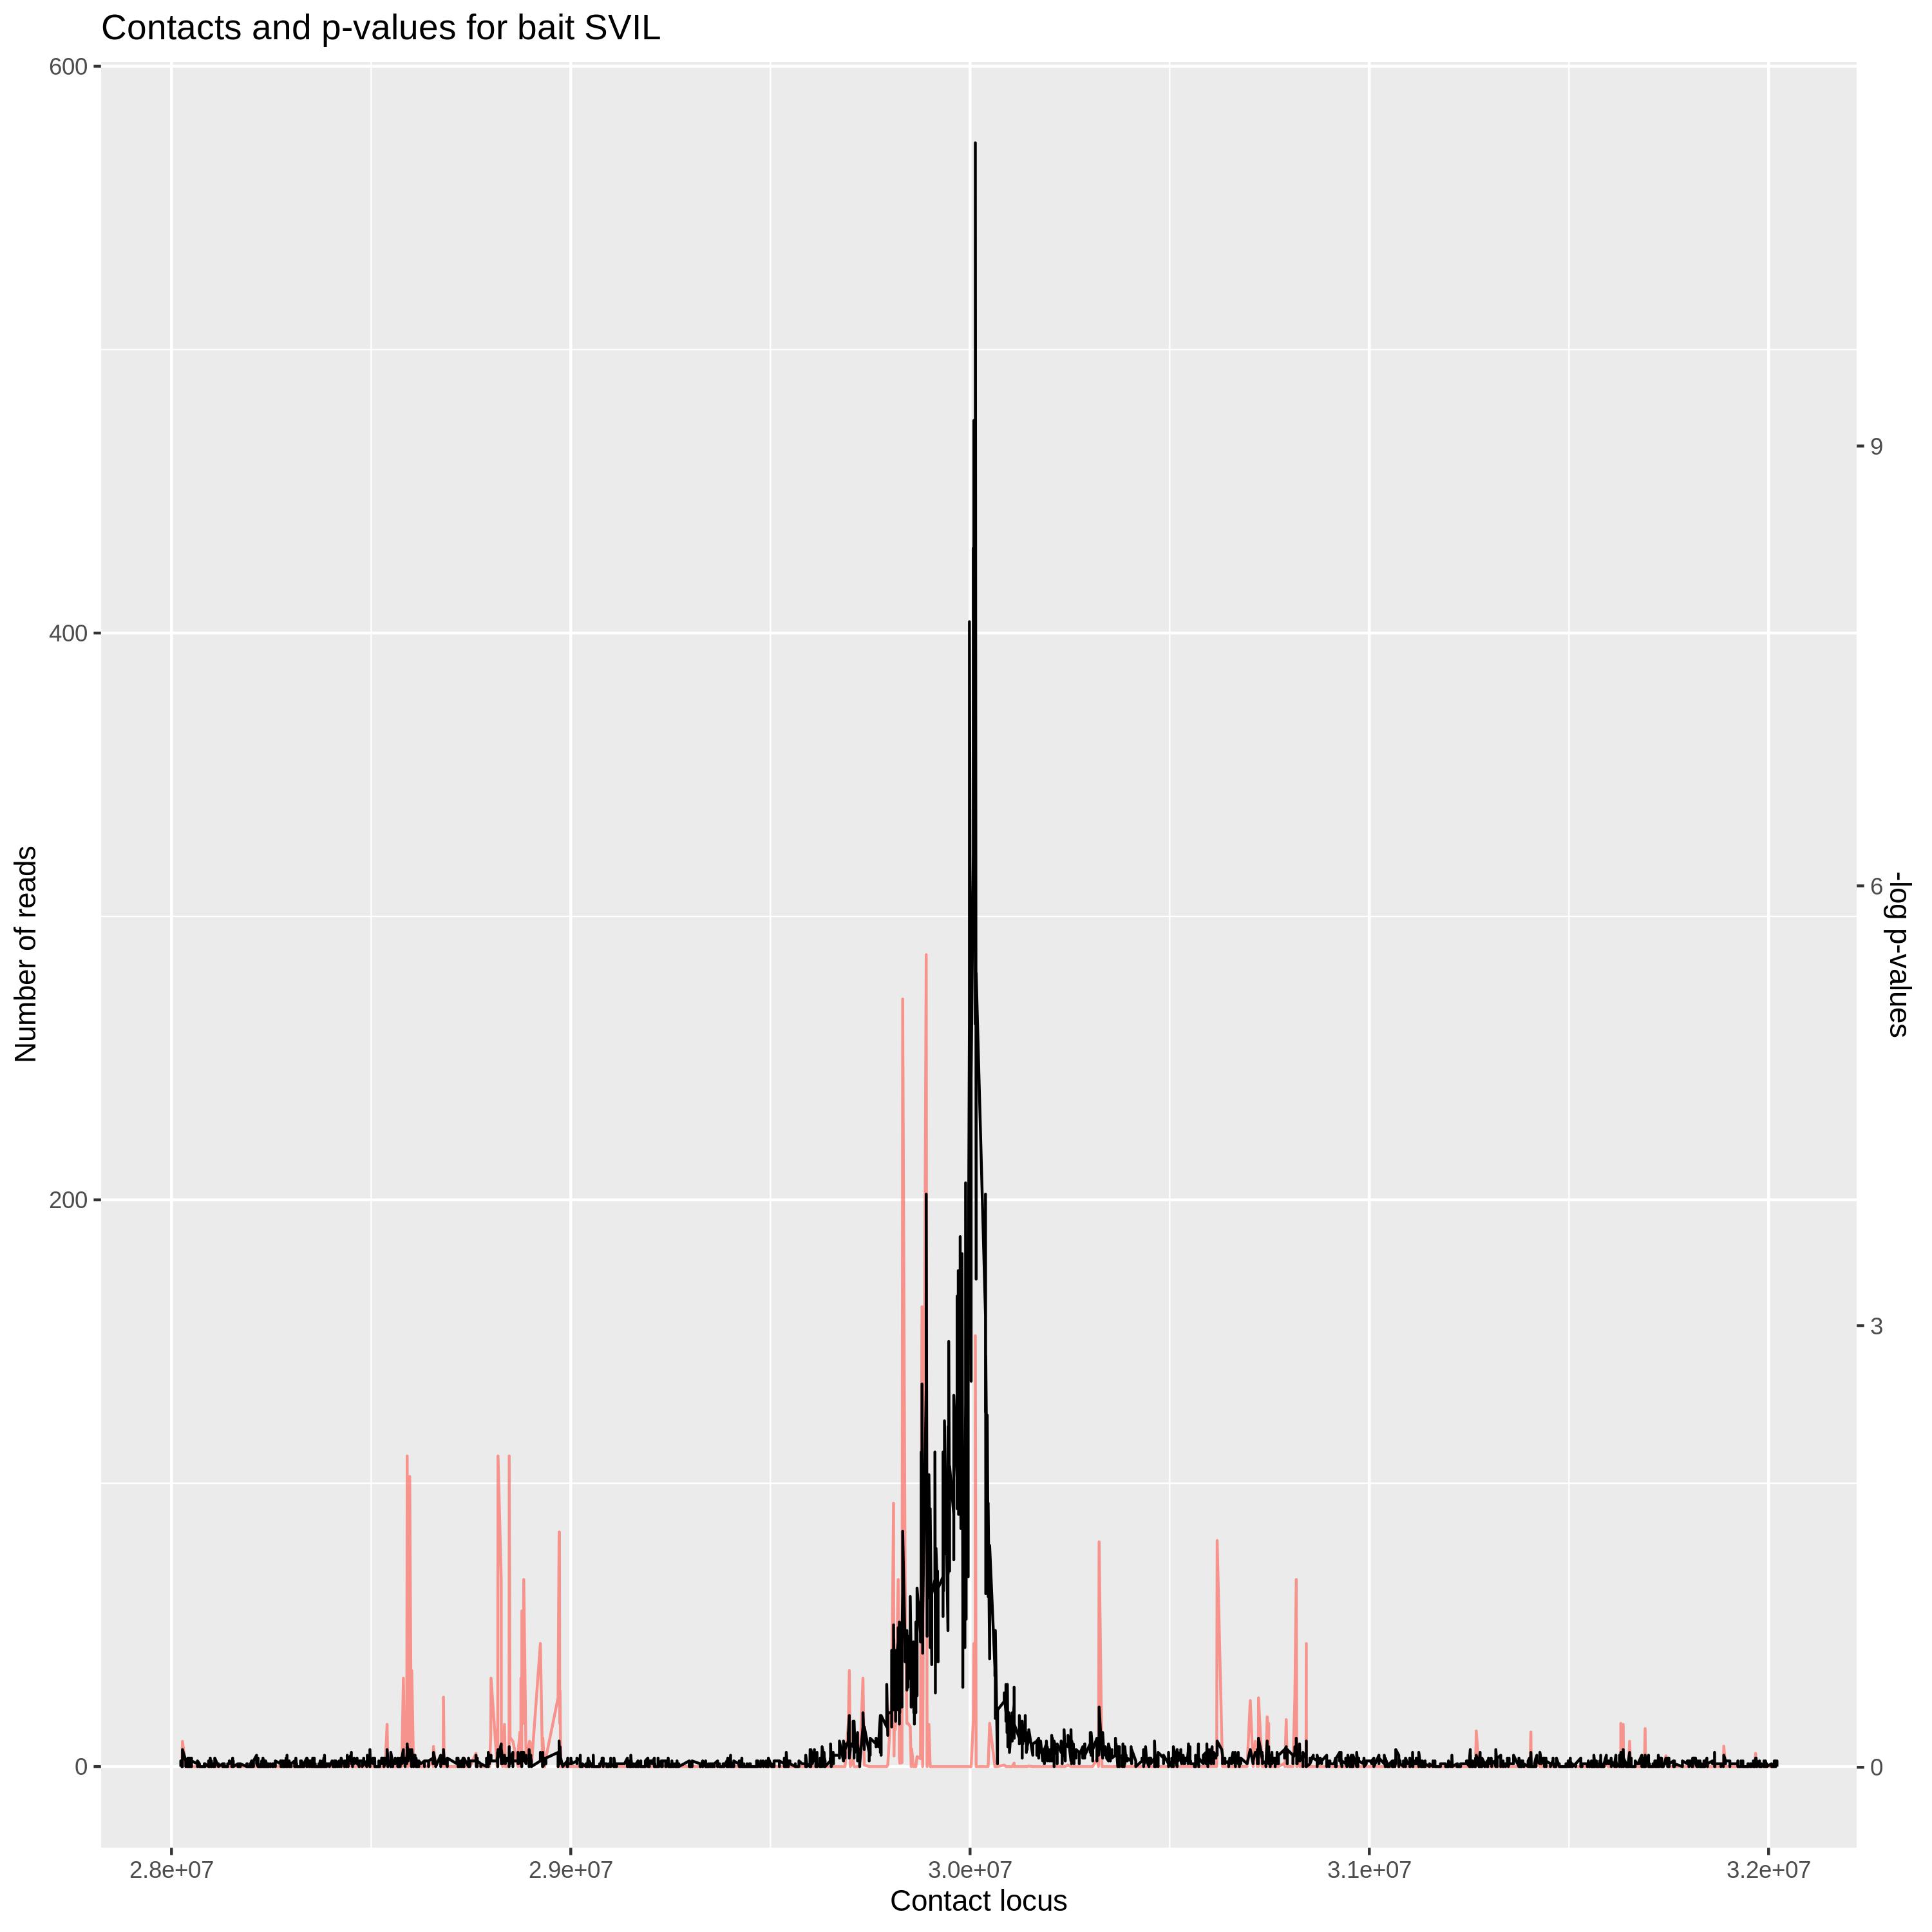 Contacts and p-values for bait SVIL
600
400
200
0
Number of reads
9
6
3
0
-log p-values
2.8e+07 2.9e+07 3.0e+07 3.1e+07 3.2e+07
Contact locus